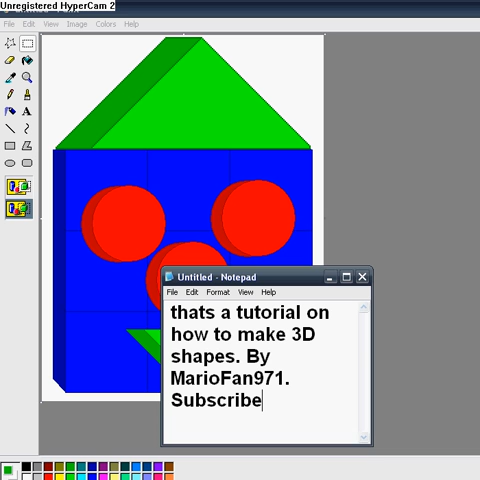 Unregistered HyperCam 2
File Edit View Image Colors Help
Untitled - Notepad
File Edit Format View Help
thats a tutorial on
how to make 3D
shapes. By
MarioFan971.
Subscribe
A